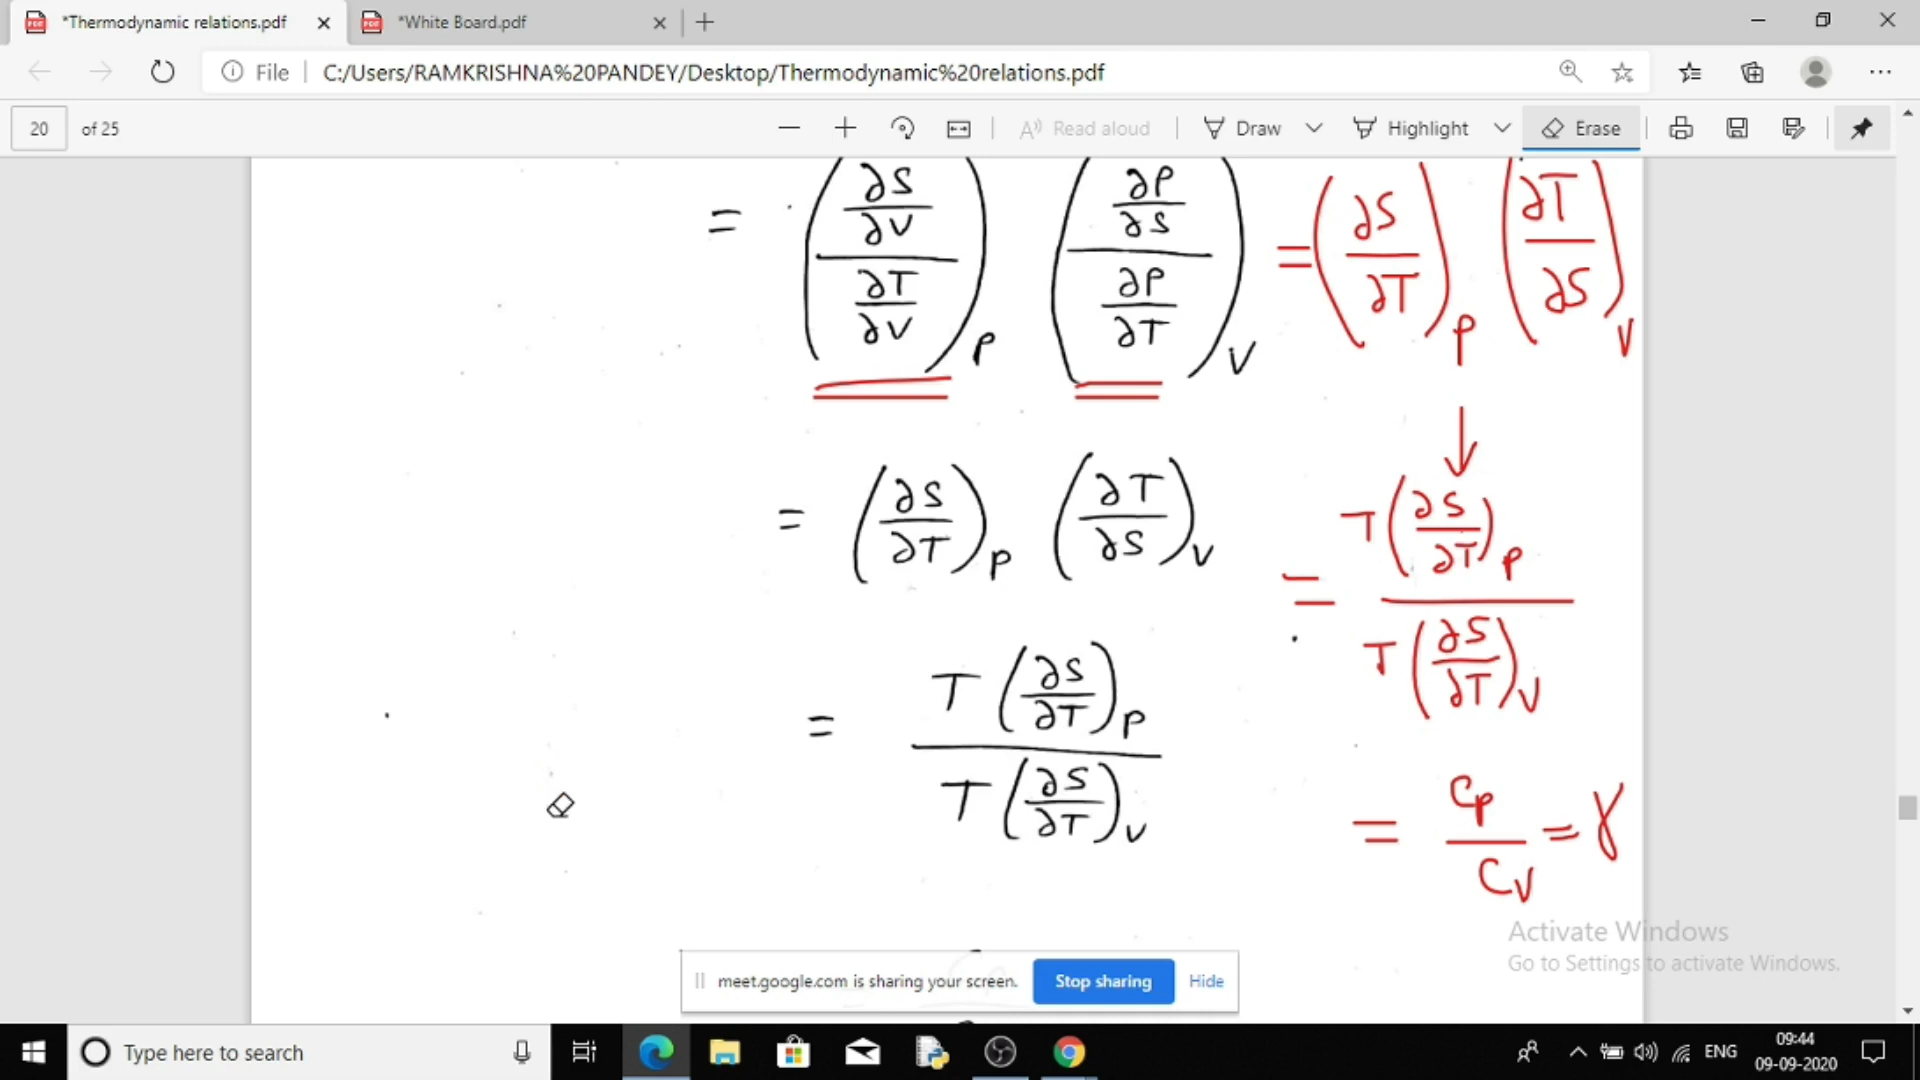 *Thermodynamic relations.pdf
*White Board.pdf
File
C:/Users/RAMKRISHNA%20PANDEY/Desktop/Thermodynamic%20relations.pdf
20 of 25
Read aloud
Draw
Highlight
Erase
= ((∂S/∂V)/(∂T/∂V))_P ((∂P/∂S)/(∂P/∂T))_V
= (∂S/∂T)_P (∂T/∂S)_V
= (∂S/∂T)_P (∂T/∂S)_V
= T(∂S/∂T)_P / T(∂S/∂T)_V
= T(∂S/∂T)_P / T(∂S/∂T)_V
= C_P / C_V = γ
Activate Windows
Go to Settings to activate Windows.
meet.google.com is sharing your screen.
Stop sharing
Hide
Type here to search
ENG
09:44
09-09-2020